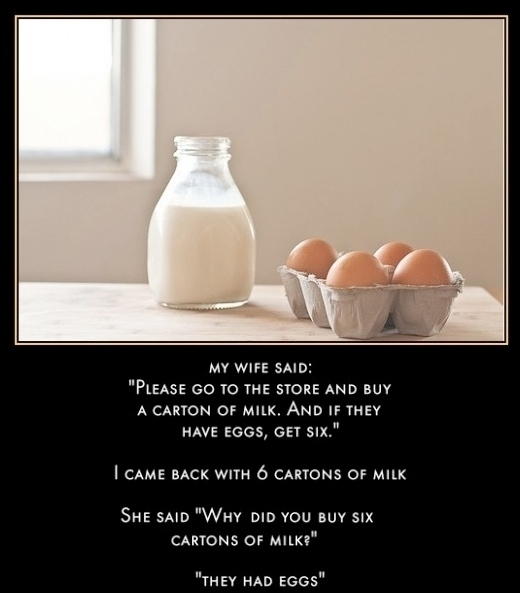 MY WIFE SAID:
"PLEASE GO TO THE STORE AND BUY
A CARTON OF MILK. AND IF THEY
HAVE EGGS, GET SIX."
I CAME BACK WITH 6 CARTONS OF MILK
SHE SAID "WHY DID YOU BUY SIX
CARTONS OF MILK?"
"THEY HAD EGGS"